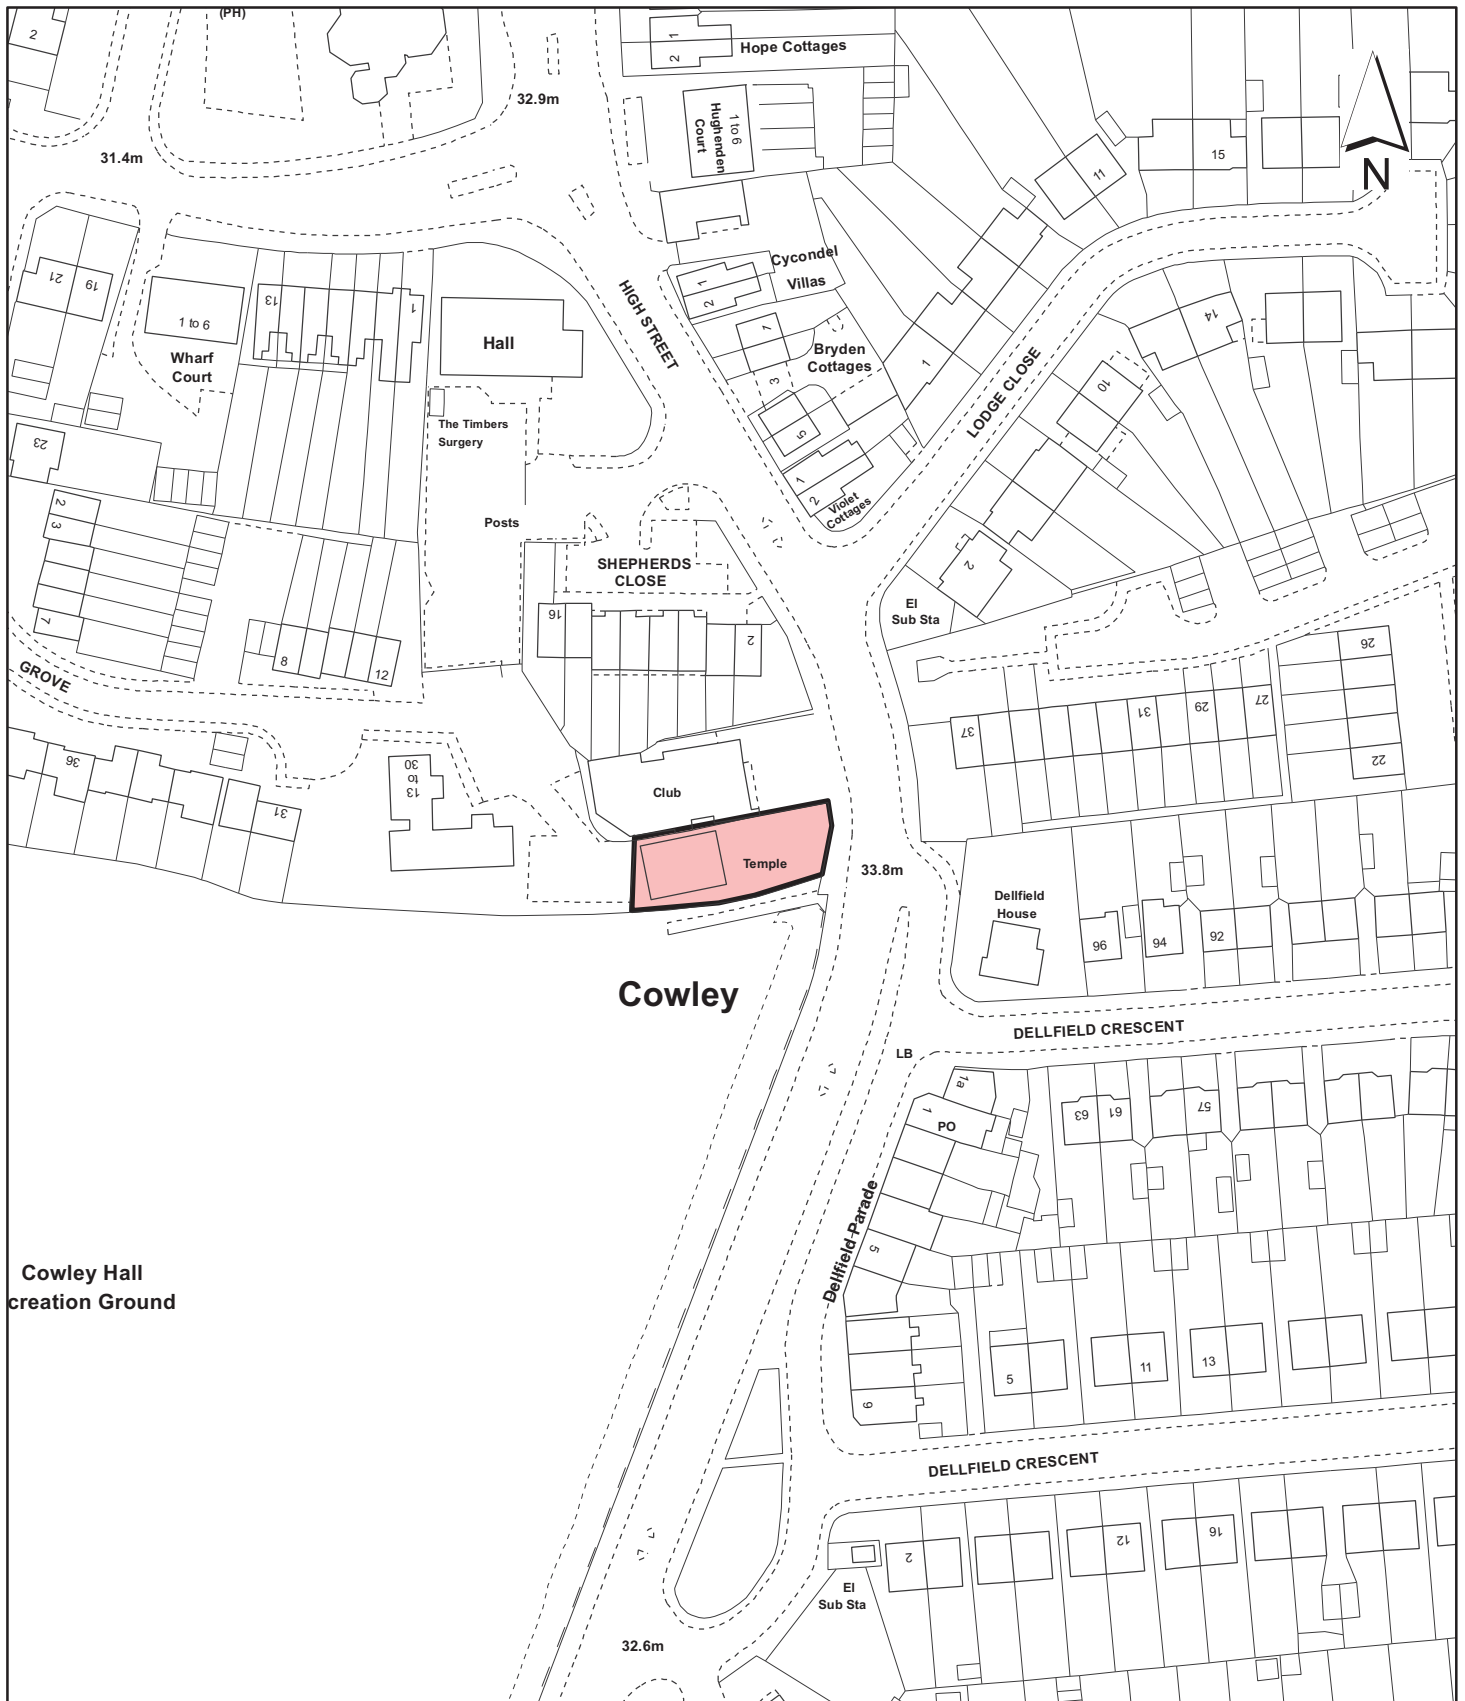 (PH)
2
1
2
Hope Cottages
32.9m
1 to 6
Hughenden
Court
31.4m
15
11
N
21
19
1 to 6
Wharf
Court
13
1
Hall
HIGH STREET
Cycondel
Villas
1
2
1
3
5
Bryden
Cottages
1
14
10
LODGE CLOSE
23
The Timbers
Surgery
1
2
Violet
Cottages
2
3
7
Posts
SHEPHERDS
CLOSE
2
El
Sub Sta
16
2
8
12
GROVE
26
37
31
29
27
22
36
31
30
to
13
Club
Temple
33.8m
Dellfield
House
96
94
92
Cowley
DELLFIELD CRESCENT
LB
1a
1
PO
63
61
57
Dellfield Parade
5
Cowley Hall
creation Ground
5
11
13
9
DELLFIELD CRESCENT
2
12
16
El
Sub Sta
32.6m